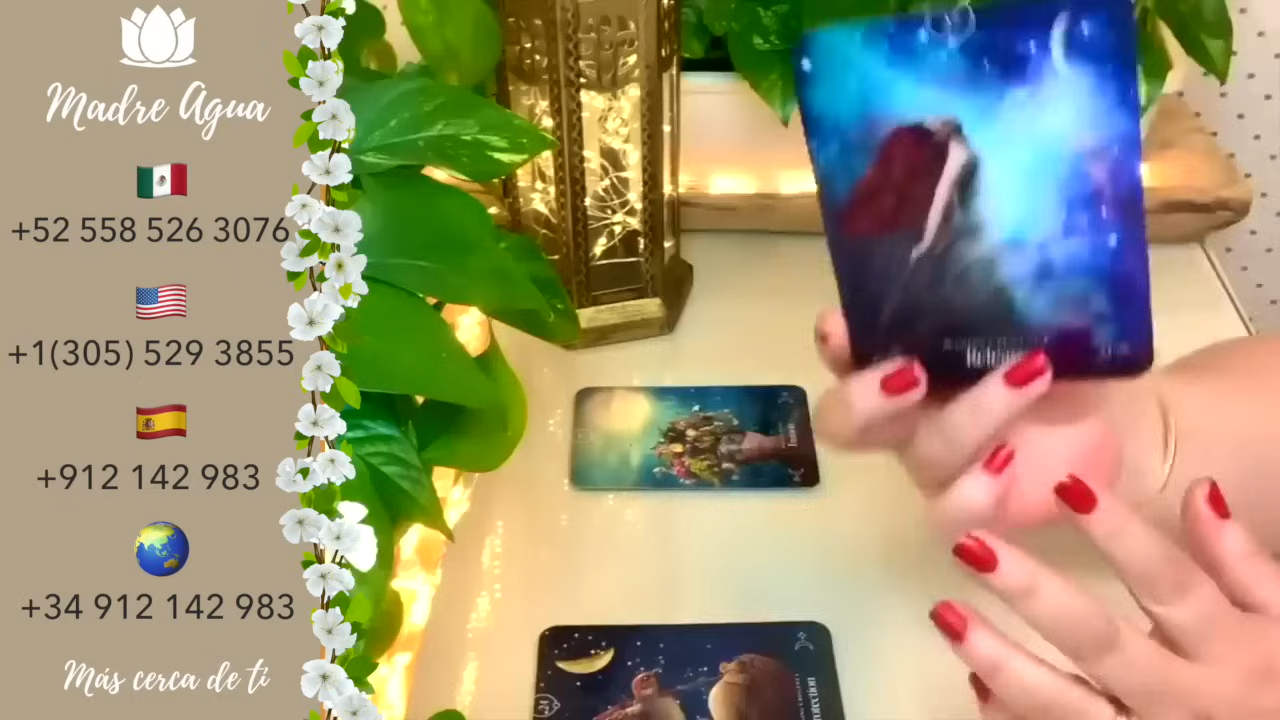 Madre Agua
+52 558 526 3076
+1(305) 529 3855
+912 142 983
+34 912 142 983
Más cerca de ti